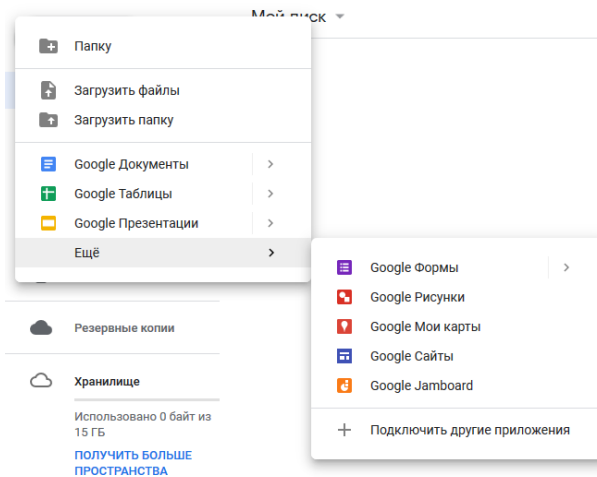 Мой диск
Папку
Загрузить файлы
Загрузить папку
Google Документы
Google Таблицы
Google Презентации
Ещё
Google Формы
Google Рисунки
Google Мои карты
Google Сайты
Google Jamboard
Подключить другие приложения
Резервные копии
Хранилище
Использовано 0 байт из
15 ГБ
ПОЛУЧИТЬ БОЛЬШЕ
ПРОСТРАНСТВА